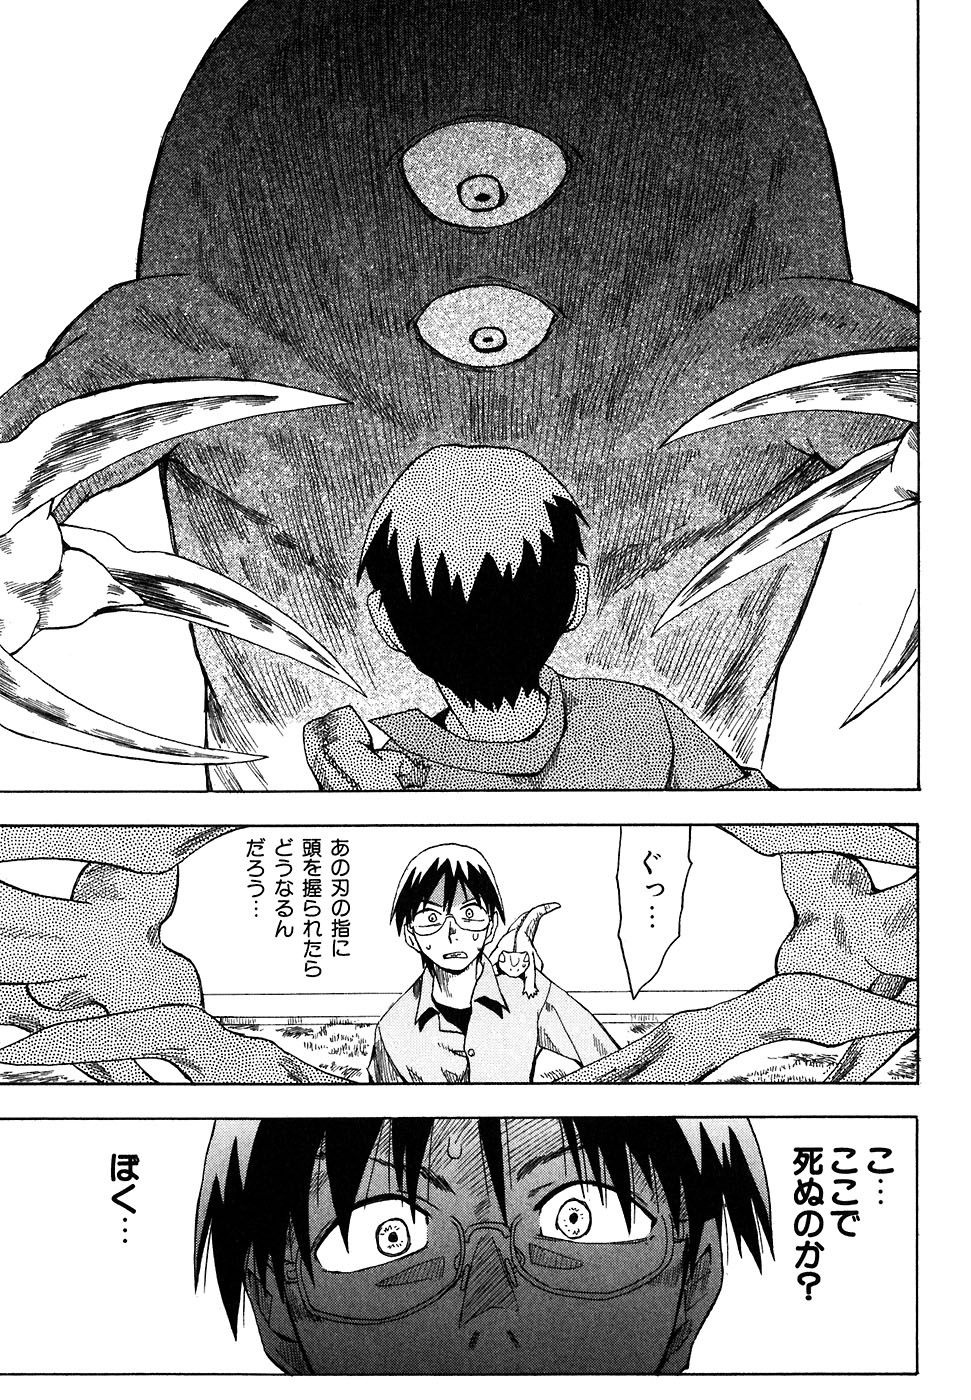 ぐっ…
あの刃の指に
頭を握られたら
どうなるん
だろう…
こ…
ここで
死ぬのか?
ぼく…